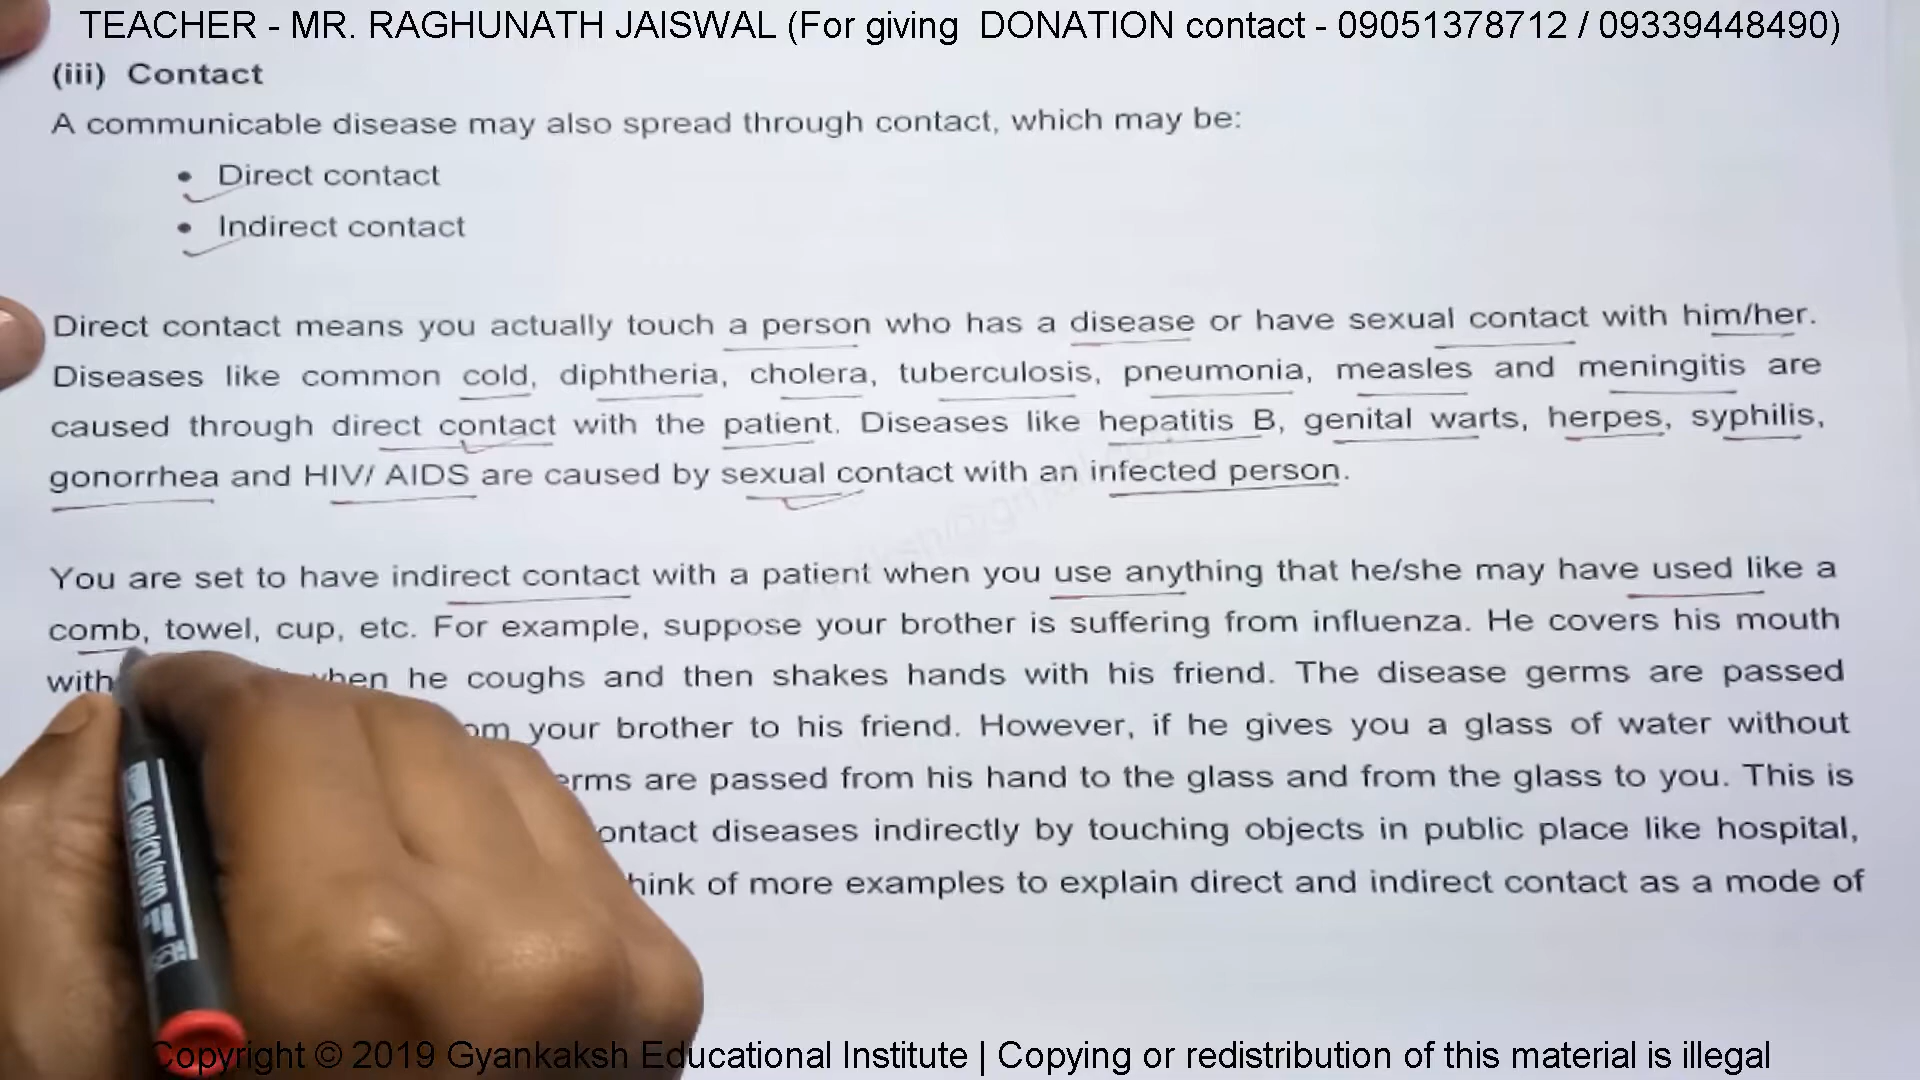 TEACHER - MR. RAGHUNATH JAISWAL (For giving DONATION contact - 09051378712 / 09339448490)
(iii) Contact
A communicable disease may also spread through contact, which may be:
• Direct contact
• Indirect contact
Direct contact means you actually touch a person who has a disease or have sexual contact with him/her.
Diseases like common cold, diphtheria, cholera, tuberculosis, pneumonia, measles and meningitis are
caused through direct contact with the patient. Diseases like hepatitis B, genital warts, herpes, syphilis,
gonorrhea and HIV/ AIDS are caused by sexual contact with an infected person.
You are set to have indirect contact with a patient when you use anything that he/she may have used like a
comb, towel, cup, etc. For example, suppose your brother is suffering from influenza. He covers his mouth
with he coughs and then shakes hands with his friend. The disease germs are passed
your brother to his friend. However, if he gives you a glass of water without
are passed from his hand to the glass and from the glass to you. This is
diseases indirectly by touching objects in public place like hospital,
of more examples to explain direct and indirect contact as a mode of
CD/DVD
Copyright © 2019 Gyankaksh Educational Institute | Copying or redistribution of this material is illegal